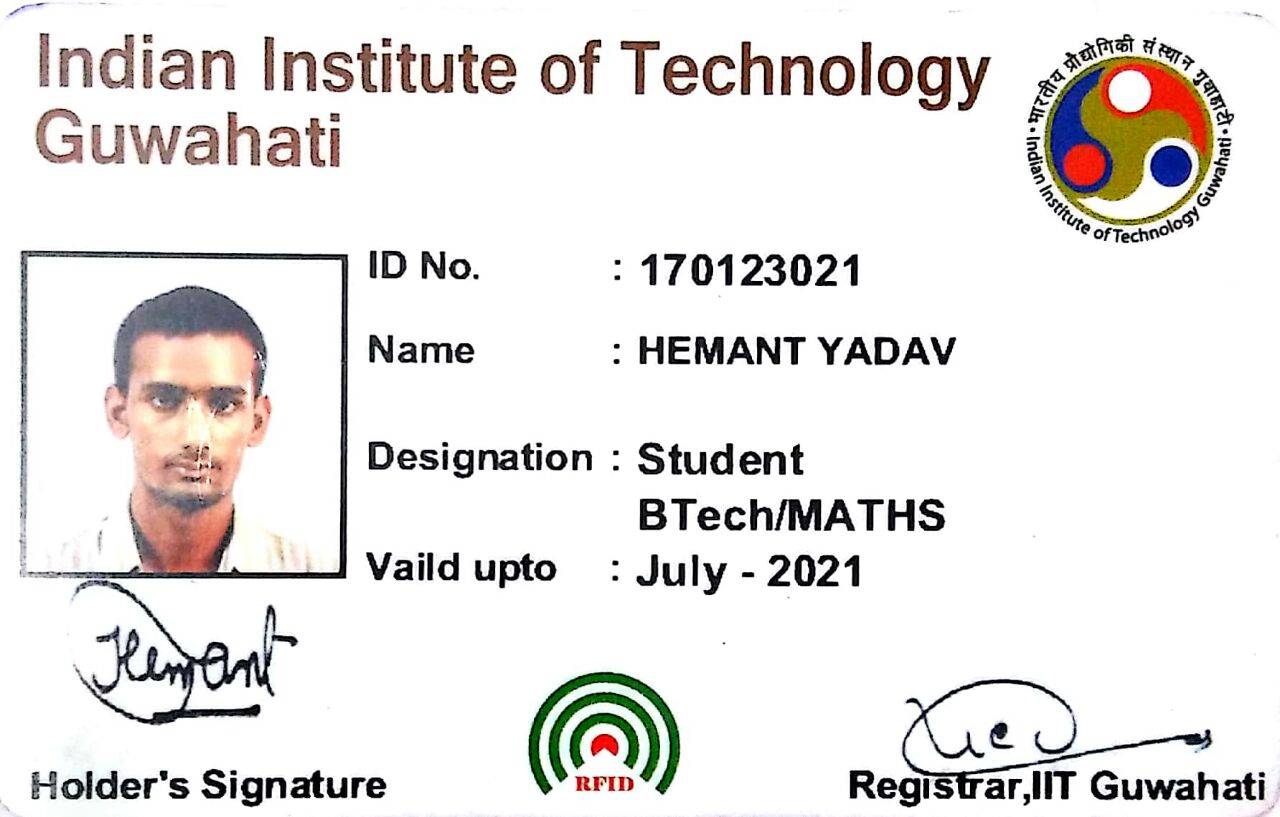 Indian Institute of Technology
Guwahati
भारतीय प्रौद्योगिकी संस्थान गुवाहाटी
Indian Institute of Technology Guwahati
ID No. : 170123021
Name : HEMANT YADAV
Designation : Student
BTech/MATHS
Vaild upto : July - 2021
Hemant
RFID
Holder's Signature
Registrar,IIT Guwahati